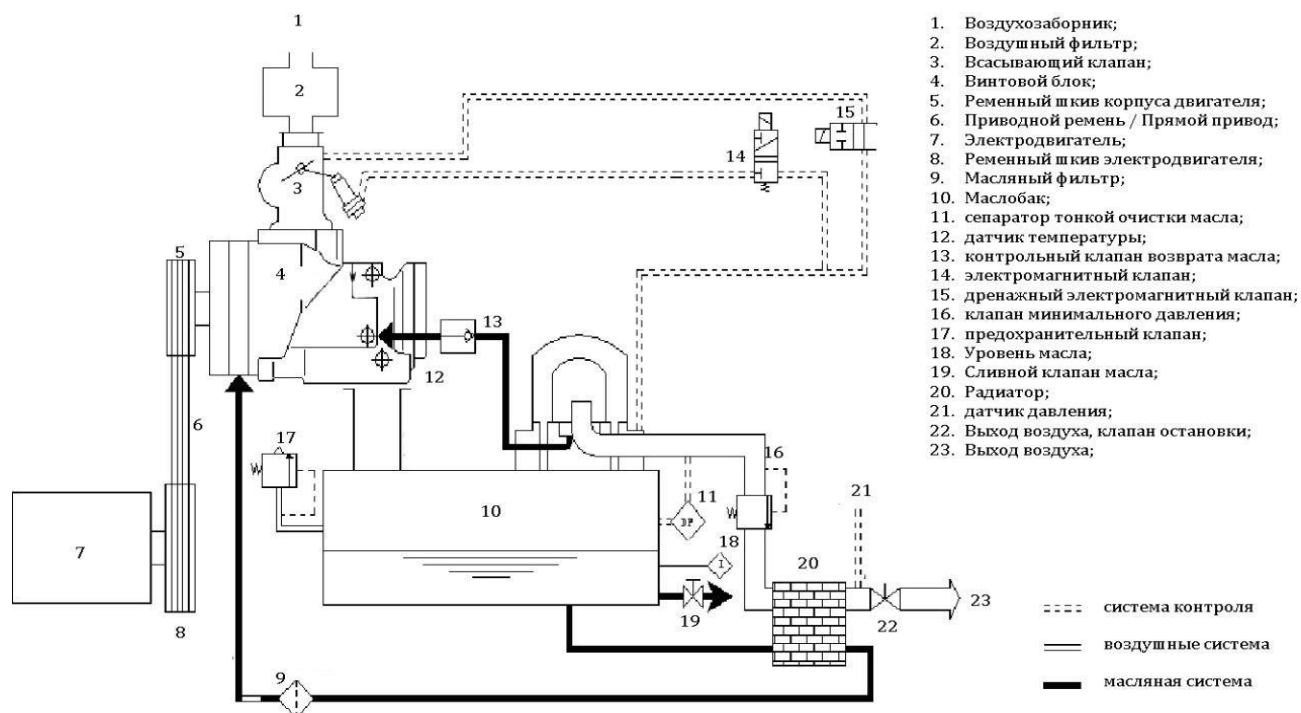 1
2
3
4
5
6
7
8
9
10
11
12
13
14
15
16
17
18
19
20
21
22
23
DP
I
1. Воздухозаборник;
2. Воздушный фильтр;
3. Всасывающий клапан;
4. Винтовой блок;
5. Ременный шкив корпуса двигателя;
6. Приводной ремень / Прямой привод;
7. Электродвигатель;
8. Ременный шкив электродвигателя;
9. Масляный фильтр;
10. Маслобак;
11. сепаратор тонкой очистки масла;
12. датчик температуры;
13. контрольный клапан возврата масла;
14. электромагнитный клапан;
15. дренажный электромагнитный клапан;
16. клапан минимального давления;
17. предохранительный клапан;
18. Уровень масла;
19. Сливной клапан масла;
20. Радиатор;
21. датчик давления;
22. Выход воздуха, клапан остановки;
23. Выход воздуха;
система контроля
воздушные система
масляная система